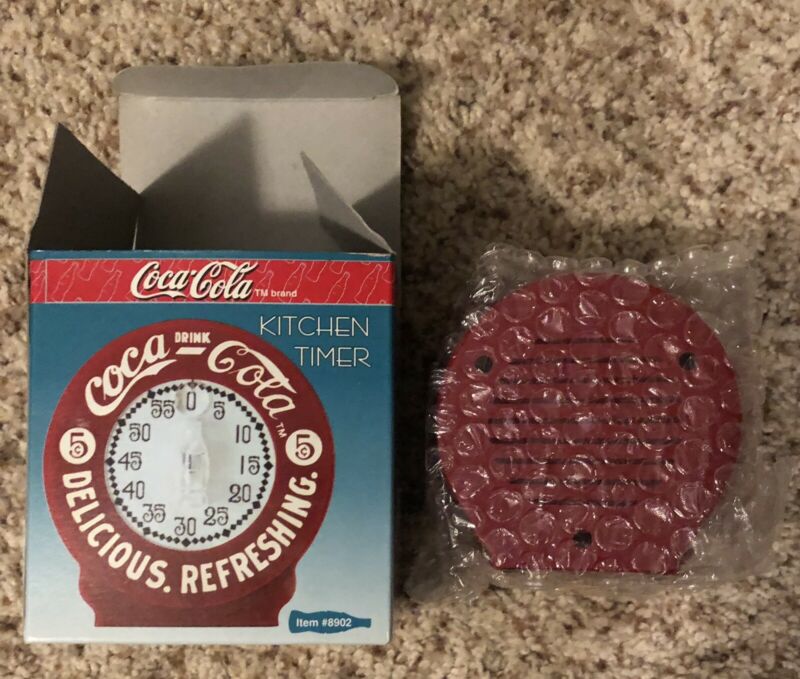 Coca-Cola TM brand
KITCHEN
TIMER
DRINK
Coca-Cola TM
5¢ 5¢
0
55 5
50 10
45 15
40 20
35 25
30
DELICIOUS. REFRESHING.
Item #8902